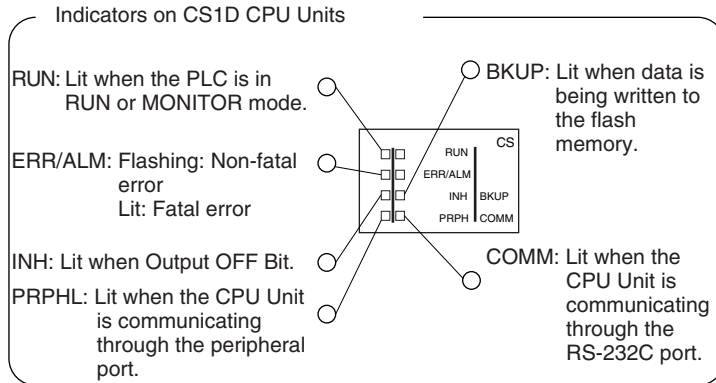 Indicators on CS1D CPU Units
RUN: Lit when the PLC is in
RUN or MONITOR mode.
ERR/ALM: Flashing: Non-fatal
error
Lit: Fatal error
INH: Lit when Output OFF Bit.
PRPHL: Lit when the CPU Unit
is communicating
through the peripheral
port.
CS
RUN
ERR/ALM
INH BKUP
PRPH COMM
BKUP: Lit when data is
being written to
the flash
memory.
COMM: Lit when the
CPU Unit is
communicating
through the
RS-232C port.